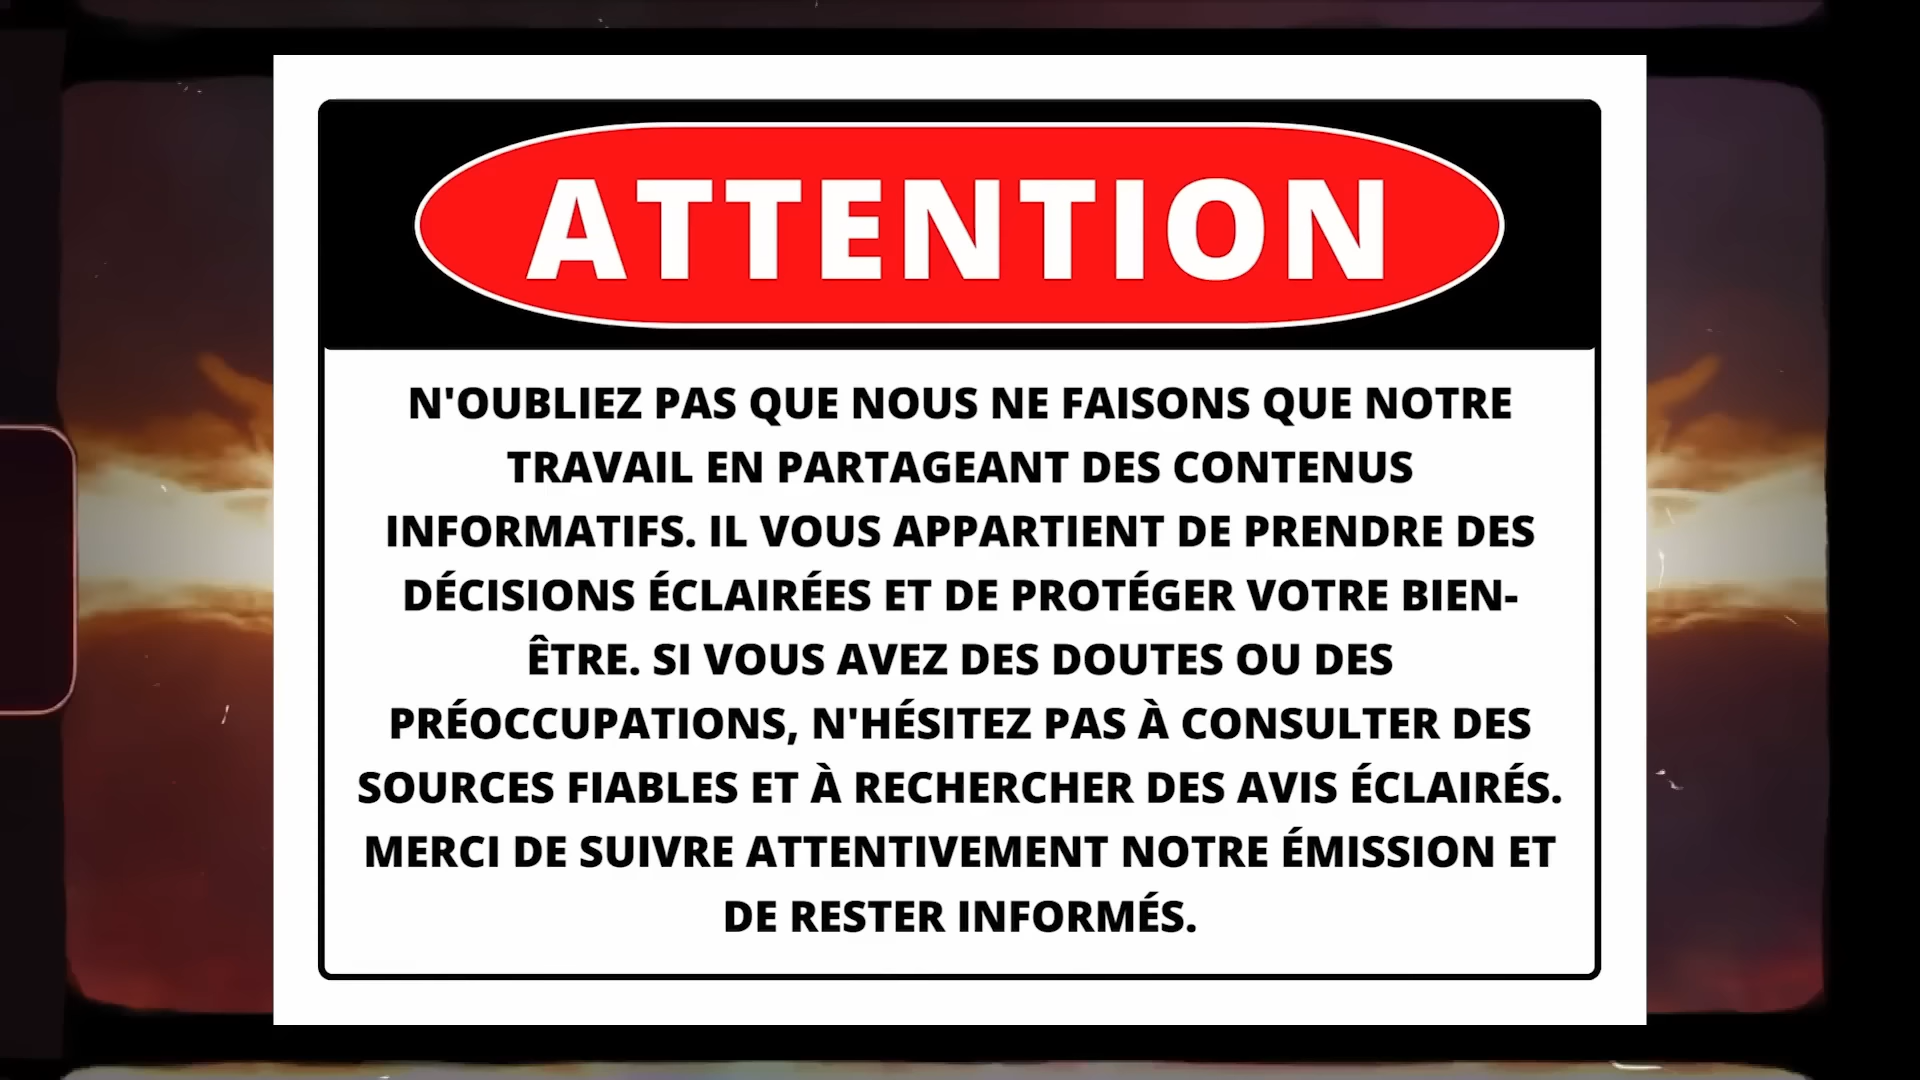 ATTENTION
N'OUBLIEZ PAS QUE NOUS NE FAISONS QUE NOTRE
TRAVAIL EN PARTAGEANT DES CONTENUS
INFORMATIFS. IL VOUS APPARTIENT DE PRENDRE DES
DÉCISIONS ÉCLAIRÉES ET DE PROTÉGER VOTRE BIEN-
ÊTRE. SI VOUS AVEZ DES DOUTES OU DES
PRÉOCCUPATIONS, N'HÉSITEZ PAS À CONSULTER DES
SOURCES FIABLES ET À RECHERCHER DES AVIS ÉCLAIRÉS.
MERCI DE SUIVRE ATTENTIVEMENT NOTRE ÉMISSION ET
DE RESTER INFORMÉS.